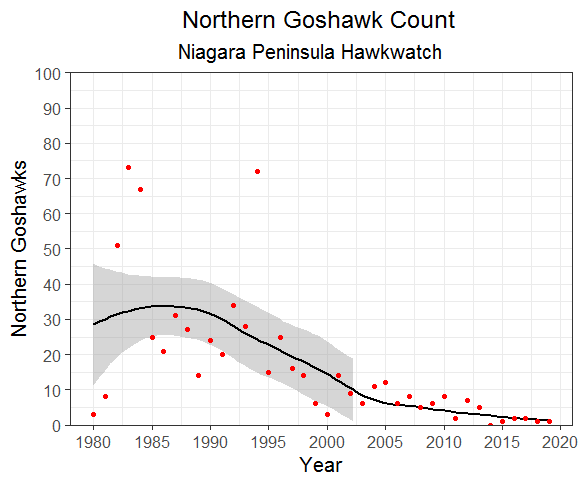 Northern Goshawk Count
Niagara Peninsula Hawkwatch
100
90
80
70
60
50
40
30
20
10
0
Northern Goshawks
1980 1985 1990 1995 2000 2005 2010 2015 2020
Year